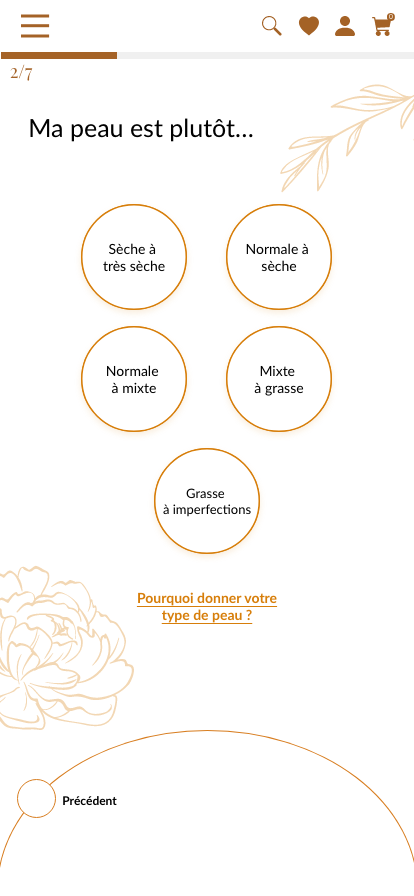 0
2/7
Ma peau est plutôt...
Sèche à
très sèche
Normale à
sèche
Normale
à mixte
Mixte
à grasse
Grasse
à imperfections
Pourquoi donner votre
type de peau ?
Précédent